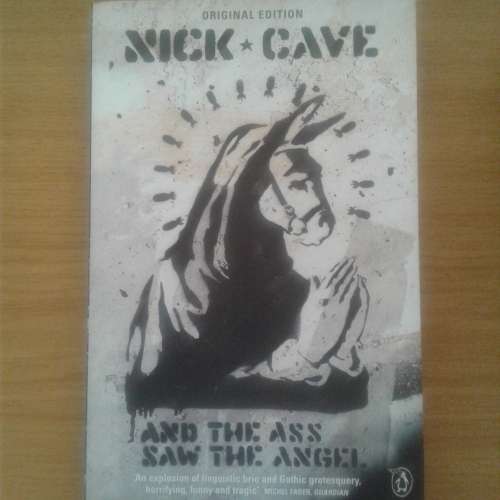 ORIGINAL EDITION
NICK ★ CAVE
AND THE ASS
SAW THE ANGEL
'An explosion of linguistic brio and Gothic grotesquery,
horrifying, funny and tragic' MICHEL FABER, GUARDIAN